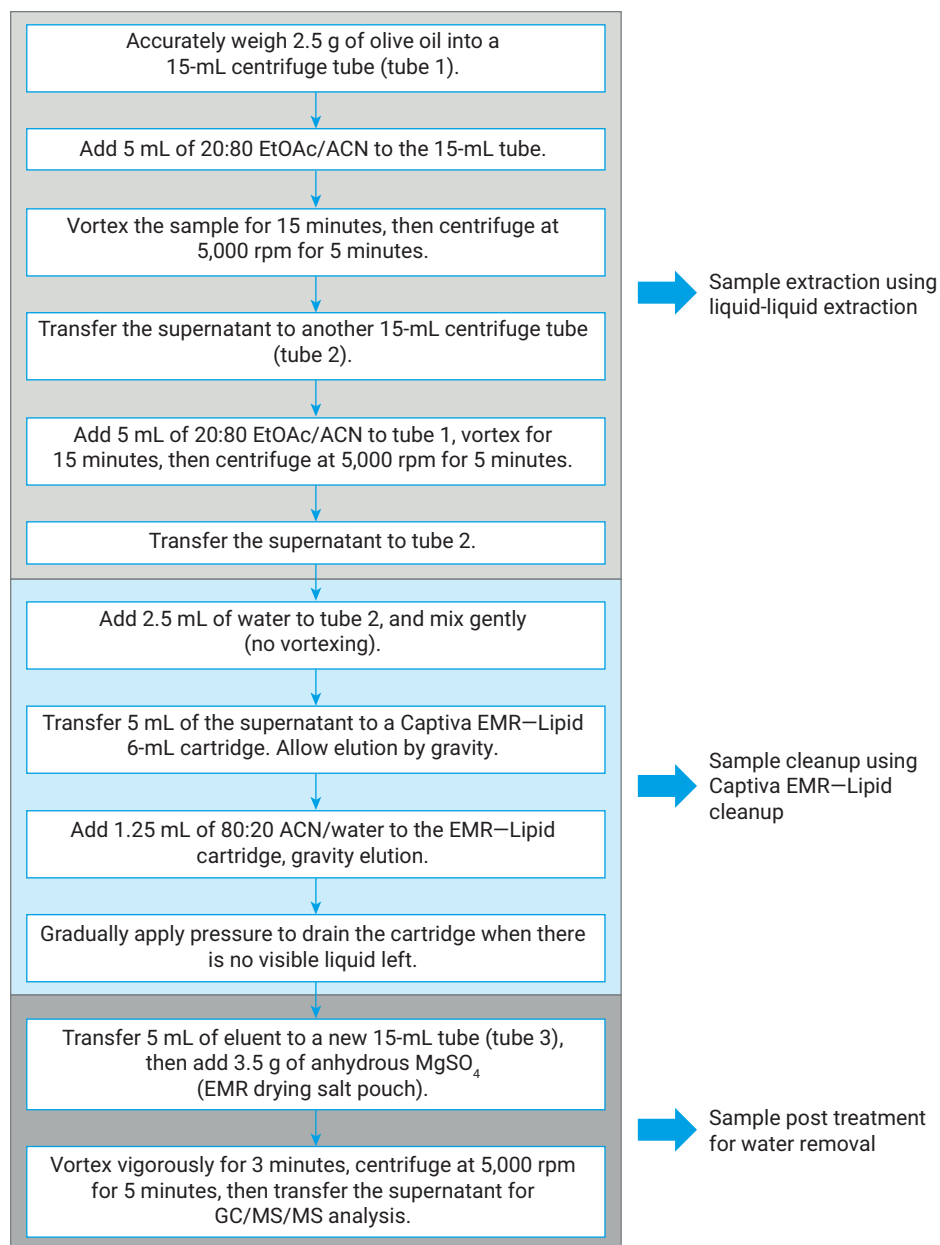 Accurately weigh 2.5 g of olive oil into a
15-mL centrifuge tube (tube 1).
Add 5 mL of 20:80 EtOAc/ACN to the 15-mL tube.
Vortex the sample for 15 minutes, then centrifuge at
5,000 rpm for 5 minutes.
Transfer the supernatant to another 15-mL centrifuge tube
(tube 2).
Add 5 mL of 20:80 EtOAc/ACN to tube 1, vortex for
15 minutes, then centrifuge at 5,000 rpm for 5 minutes.
Transfer the supernatant to tube 2.
Sample extraction using
liquid-liquid extraction
Add 2.5 mL of water to tube 2, and mix gently
(no vortexing).
Transfer 5 mL of the supernatant to a Captiva EMR—Lipid
6-mL cartridge. Allow elution by gravity.
Add 1.25 mL of 80:20 ACN/water to the EMR—Lipid
cartridge, gravity elution.
Gradually apply pressure to drain the cartridge when there
is no visible liquid left.
Sample cleanup using
Captiva EMR—Lipid
cleanup
Transfer 5 mL of eluent to a new 15-mL tube (tube 3),
then add 3.5 g of anhydrous MgSO₄
(EMR drying salt pouch).
Vortex vigorously for 3 minutes, centrifuge at 5,000 rpm
for 5 minutes, then transfer the supernatant for
GC/MS/MS analysis.
Sample post treatment
for water removal